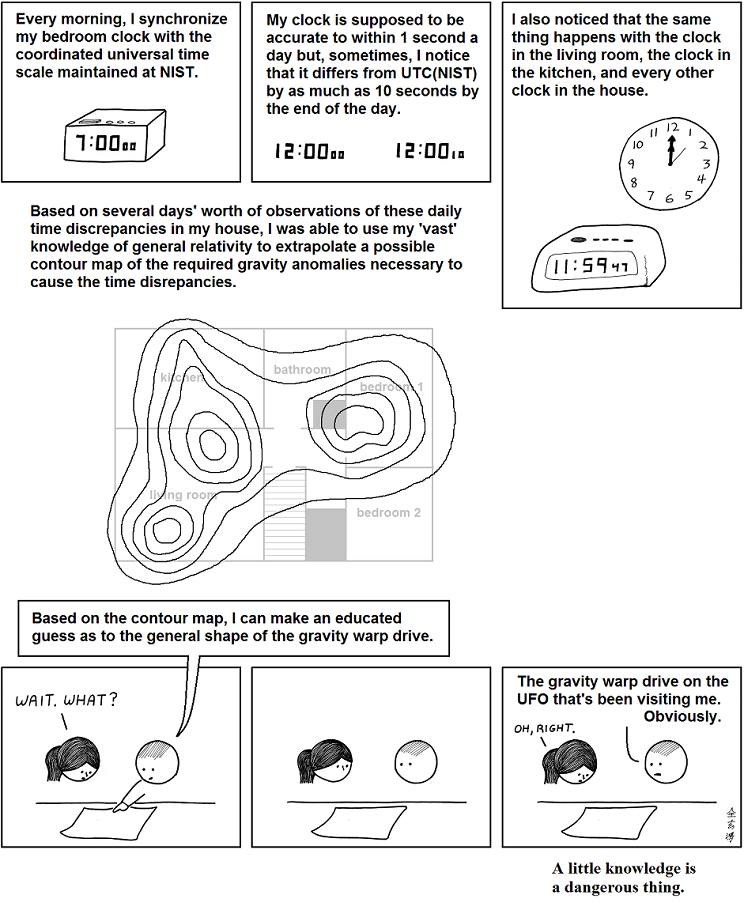 Every morning, I synchronize
my bedroom clock with the
coordinated universal time
scale maintained at NIST.
7:00 00
My clock is supposed to be
accurate to within 1 second a
day but, sometimes, I notice
that it differs from UTC(NIST)
by as much as 10 seconds by
the end of the day.
12:00 00
12:00 10
I also noticed that the same
thing happens with the clock
in the living room, the clock in
the kitchen, and every other
clock in the house.
12
1
2
3
4
5
6
7
8
9
10
11
11:59 47
Based on several days' worth of observations of these daily
time discrepancies in my house, I was able to use my 'vast'
knowledge of general relativity to extrapolate a possible
contour map of the required gravity anomalies necessary to
cause the time disrepancies.
kitchen
bathroom
bedroom 1
living room
bedroom 2
Based on the contour map, I can make an educated
guess as to the general shape of the gravity warp drive.
WAIT. WHAT?
The gravity warp drive on the
UFO that's been visiting me.
Obviously.
OH, RIGHT.
A little knowledge is
a dangerous thing.